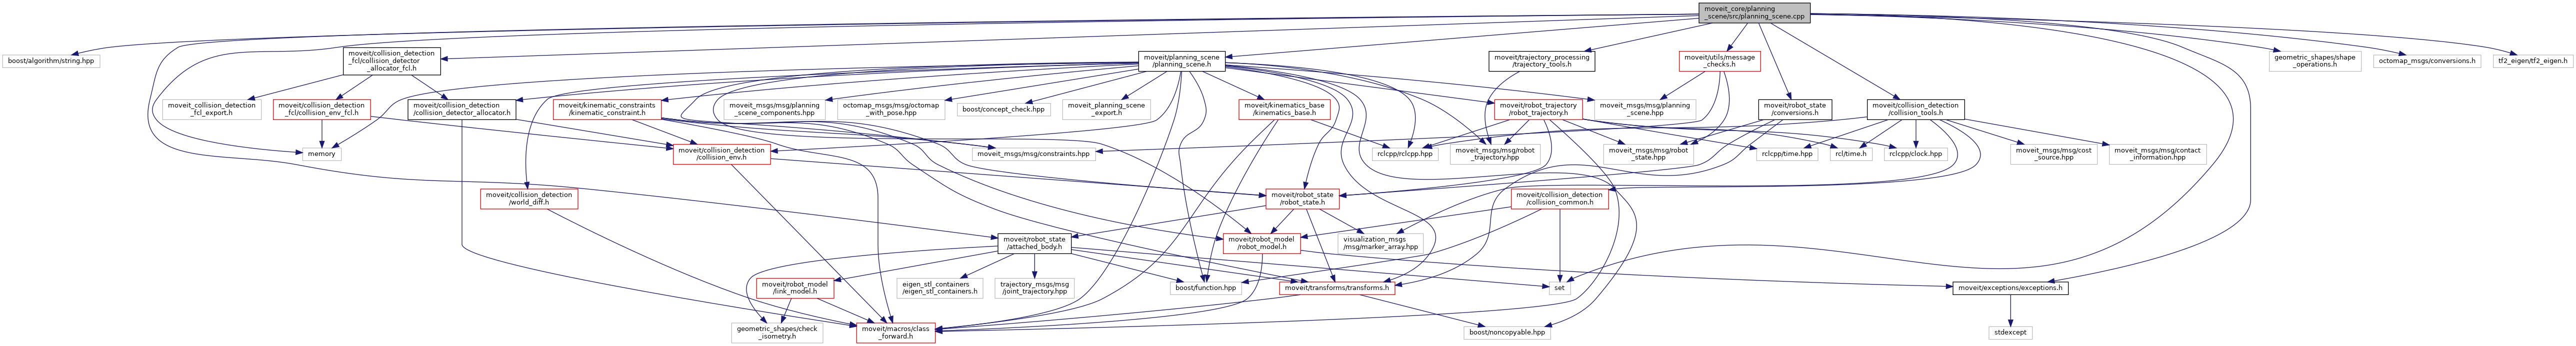 moveit_core/planning
_scene/src/planning_scene.cpp
boost/algorithm/string.hpp
moveit/collision_detection
_fcl/collision_detector
_allocator_fcl.h
moveit/planning_scene
/planning_scene.h
moveit/trajectory_processing
/trajectory_tools.h
moveit/utils/message
_checks.h
geometric_shapes/shape
_operations.h
octomap_msgs/conversions.h
tf2_eigen/tf2_eigen.h
moveit_collision_detection
_fcl_export.h
moveit/collision_detection
_fcl/collision_env_fcl.h
moveit/collision_detection
/collision_detector_allocator.h
moveit/kinematic_constraints
/kinematic_constraint.h
moveit_msgs/msg/planning
_scene_components.hpp
octomap_msgs/msg/octomap
_with_pose.hpp
boost/concept_check.hpp
moveit_planning_scene
_export.h
moveit/kinematics_base
/kinematics_base.h
moveit/robot_trajectory
/robot_trajectory.h
moveit_msgs/msg/planning
_scene.hpp
moveit/robot_state
/conversions.h
moveit/collision_detection
/collision_tools.h
memory
moveit/collision_detection
/collision_env.h
moveit_msgs/msg/constraints.hpp
rclcpp/rclcpp.hpp
moveit_msgs/msg/robot
_trajectory.hpp
moveit_msgs/msg/robot
_state.hpp
rclcpp/time.hpp
rcl/time.h
rclcpp/clock.hpp
moveit_msgs/msg/cost
_source.hpp
moveit_msgs/msg/contact
_information.hpp
moveit/collision_detection
/world_diff.h
moveit/robot_state
/robot_state.h
moveit/collision_detection
/collision_common.h
moveit/robot_state
/attached_body.h
moveit/robot_model
/robot_model.h
visualization_msgs
/msg/marker_array.hpp
moveit/robot_model
/link_model.h
eigen_stl_containers
/eigen_stl_containers.h
trajectory_msgs/msg
/joint_trajectory.hpp
boost/function.hpp
moveit/transforms/transforms.h
set
moveit/exceptions/exceptions.h
geometric_shapes/check
_isometry.h
moveit/macros/class
_forward.h
boost/noncopyable.hpp
stdexcept